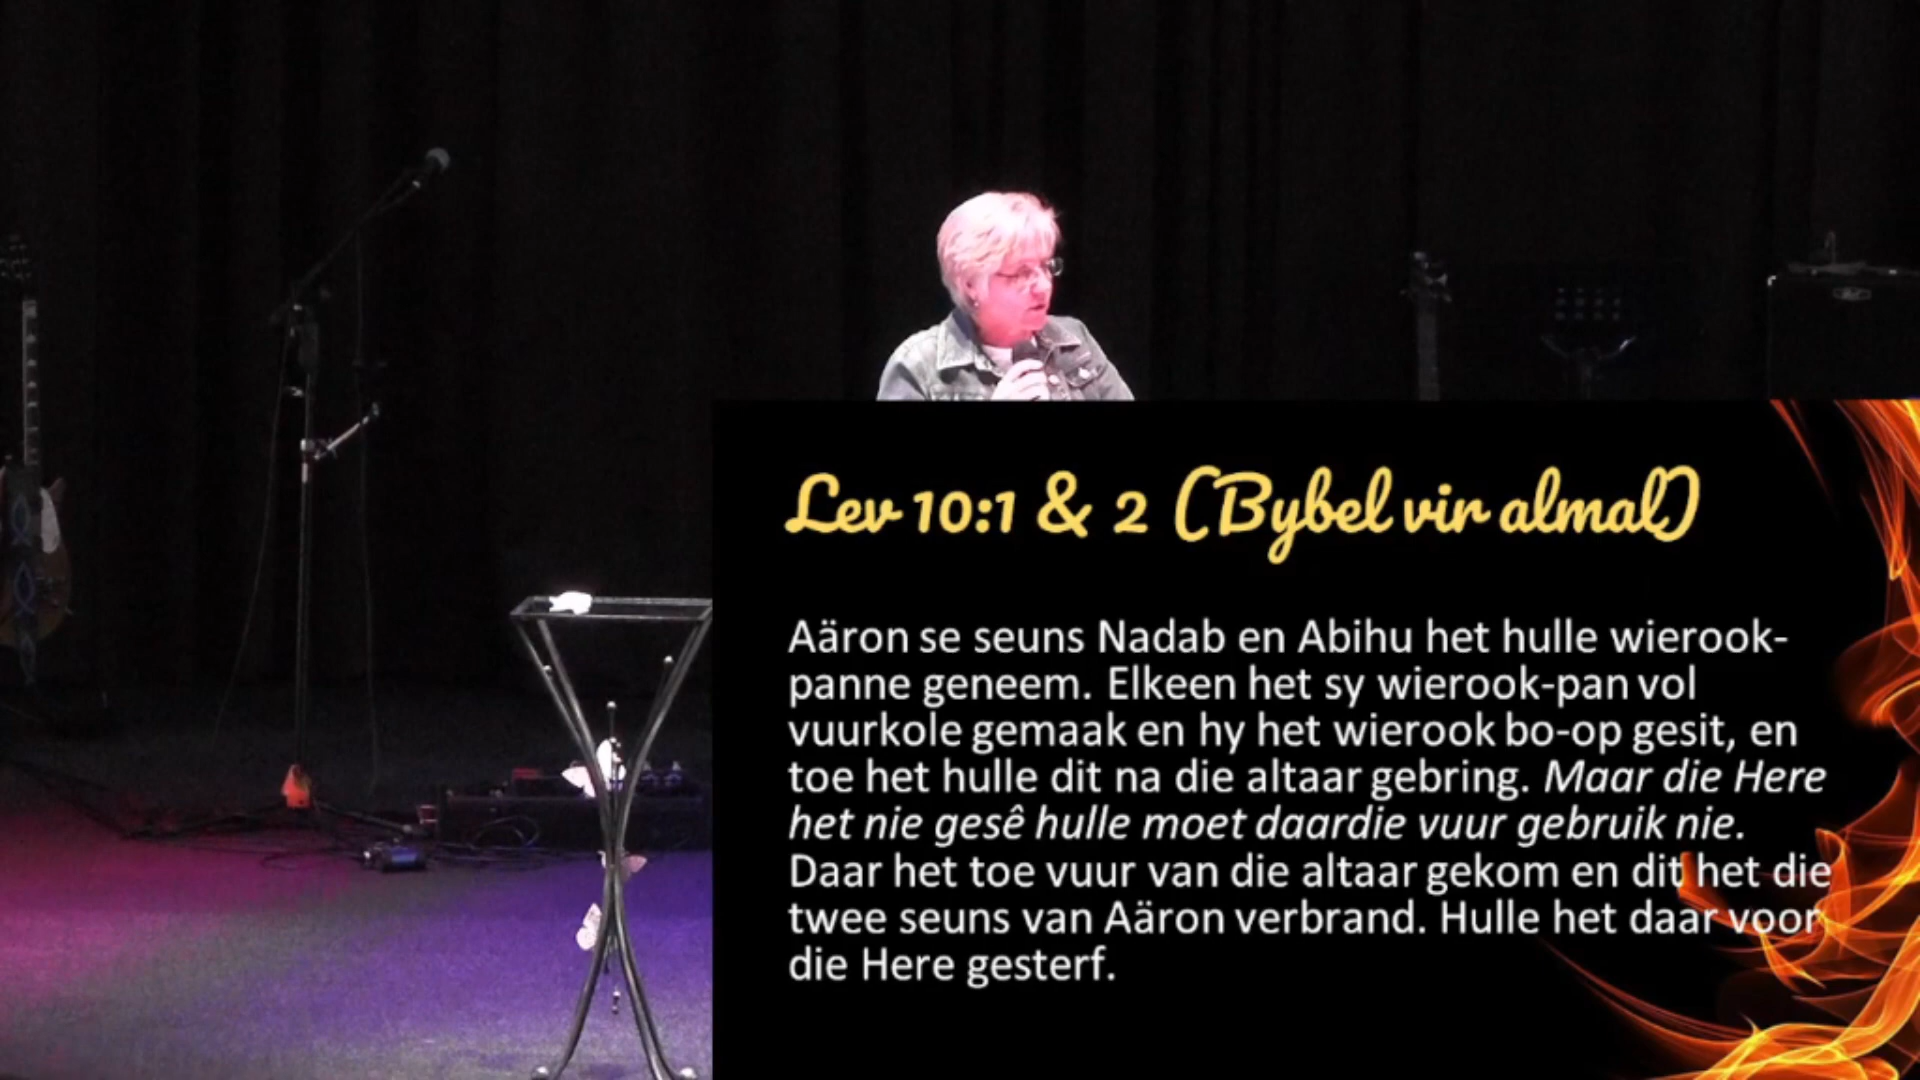 Lev 10:1 & 2 (Bybel vir almal)
Aäron se seuns Nadab en Abihu het hulle wierook-
panne geneem. Elkeen het sy wierook-pan vol
vuurkole gemaak en hy het wierook bo-op gesit, en
toe het hulle dit na die altaar gebring. Maar die Here
het nie gesê hulle moet daardie vuur gebruik nie.
Daar het toe vuur van die altaar gekom en dit het die
twee seuns van Aäron verbrand. Hulle het daar voor
die Here gesterf.